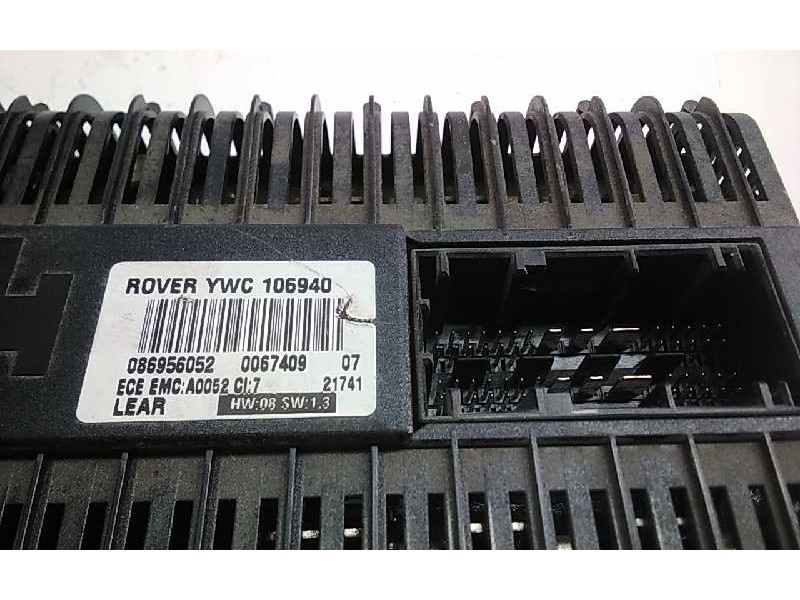 ROVER YWC 106940
086956052 0067409 07
ECE EMC:A0052 CI:7 21741
LEAR HW:08 SW:1.3